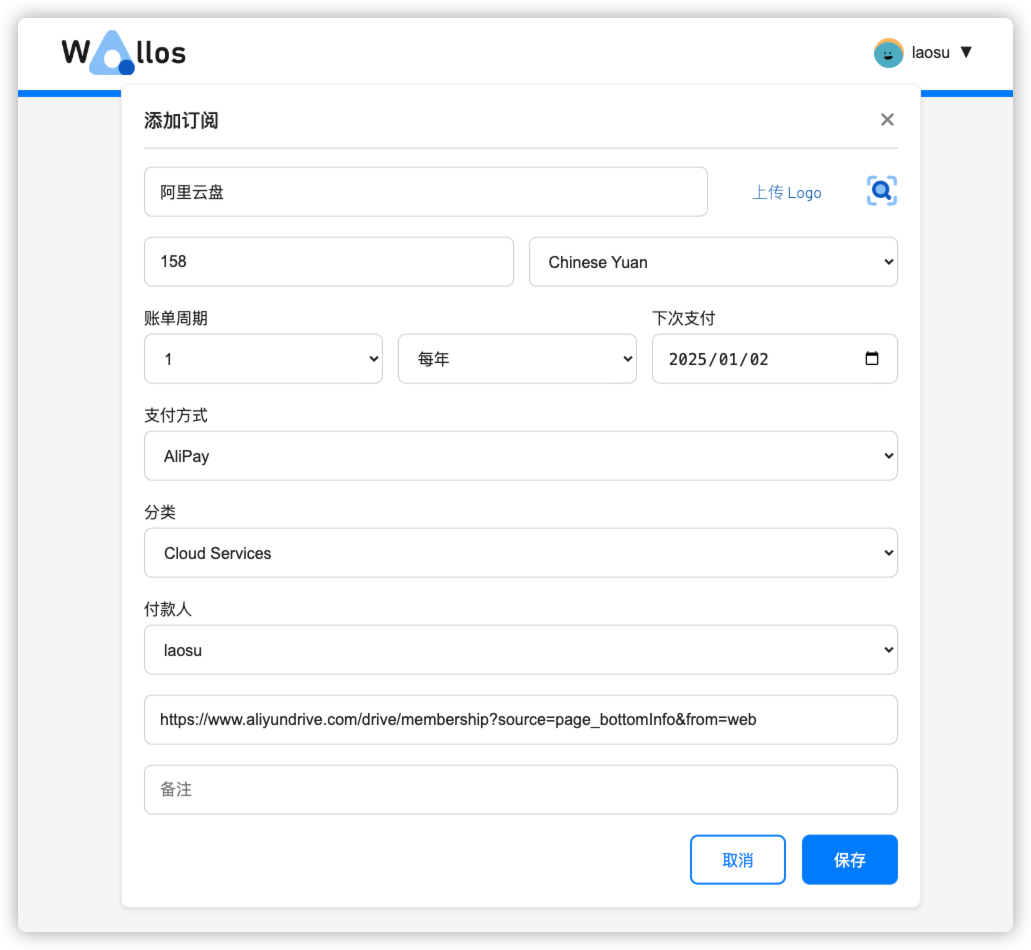 Wallos
laosu ▼
添加订阅 ×
阿里云盘 上传 Logo
158 Chinese Yuan
账单周期 下次支付
1 每年 2025/01/02
支付方式
AliPay
分类
Cloud Services
付款人
laosu
https://www.aliyundrive.com/drive/membership?source=page_bottomInfo&from=web
备注
取消 保存